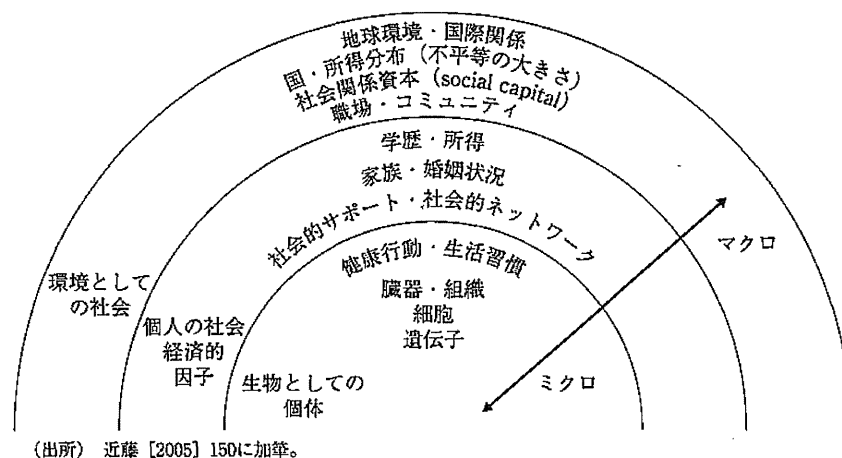 地球環境・国際関係
国・所得分布（不平等の大きさ）
社会関係資本（social capital）
職場・コミュニティ
学歴・所得
家族・婚姻状況
社会的サポート・社会的ネットワーク
健康行動・生活習慣
臓器・組織
細胞
遺伝子
マクロ
ミクロ
環境として
の社会
個人の社会
経済的
因子
生物としての
個体
（出所） 近藤［2005］150に加筆。